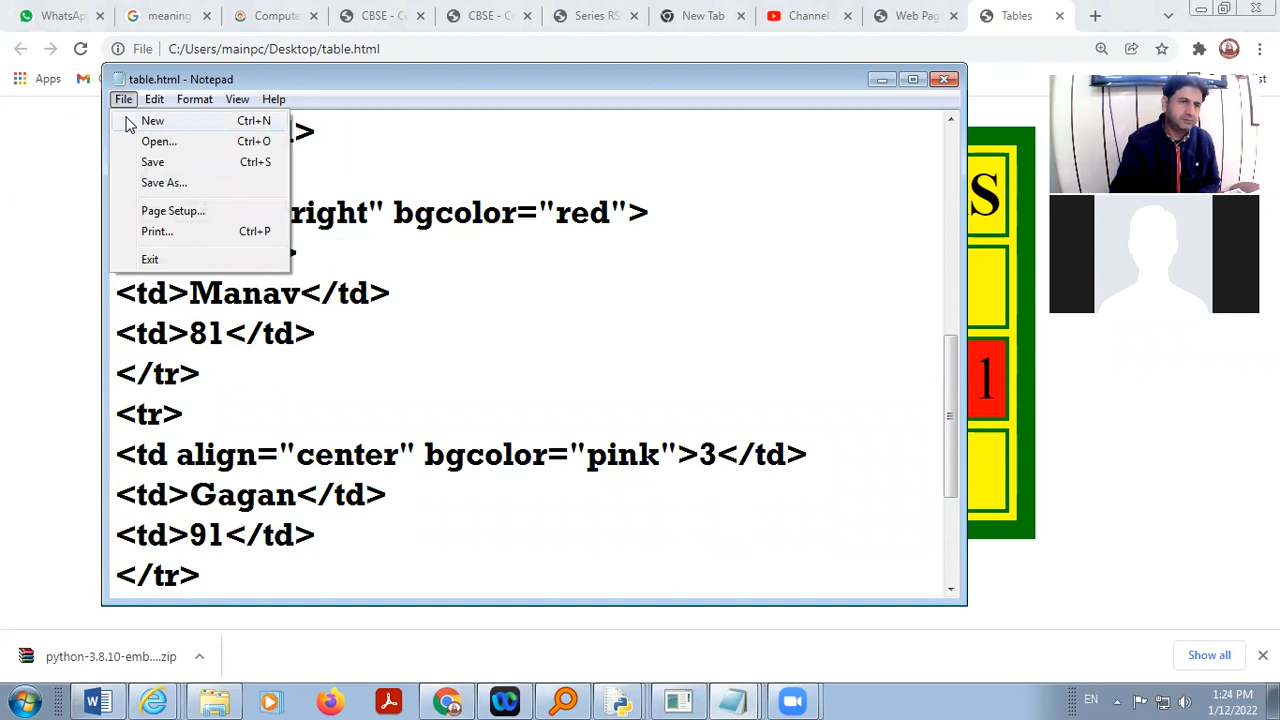 WhatsA
meaning
Compute
CBSE - C
CBSE -
Series RS
New Tab
Channe
Web Pag
Tables
File C:/Users/mainpc/Desktop/table.html
Apps
table.html - Notepad
File Edit Format View Help
New Ctrl+N
Open... Ctrl+O
Save Ctrl+S
Save As...
Page Setup...
Print... Ctrl+P
Exit
>
right" bgcolor="red">
>
<td>Manav</td>
<td>81</td>
</tr>
<tr>
<td align="center" bgcolor="pink">3</td>
<td>Gagan</td>
<td>91</td>
</tr>
S
1
python-3.8.10-emb....zip
Show all
EN
1:24 PM
1/12/2022